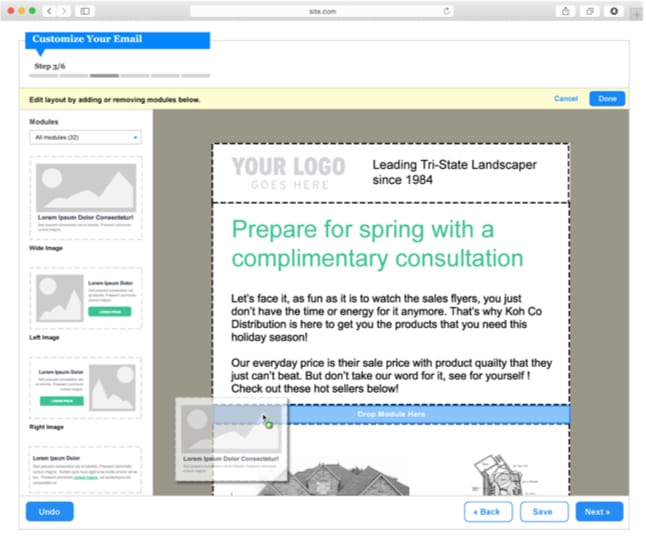 site.com
Customize Your Email
Step 3/6
Edit layout by adding or removing modules below.
Cancel
Done
Modules
All modules (32)
Lorem Ipsum Dolor Consectetur!
Wide Image
Lorem Ipsum Dolor
LOREM IPSUM
Left Image
Lorem Ipsum Dolor
LOREM IPSUM
Right Image
Lorem Ipsum Dolor
YOUR LOGO
GOES HERE
Leading Tri-State Landscaper
since 1984
Prepare for spring with a
complimentary consultation
Let's face it, as fun as it is to watch the sales flyers, you just
don't have the time or energy for it anymore. That's why Koh Co
Distribution is here to get you the products that you need this
holiday season!
Our everyday price is their sale price with product quailty that they
just can't beat. But don't take our word for it, see for yourself !
Check out these hot sellers below!
Drop Module Here
Lorem Ipsum Dolor Consectetur!
Undo
« Back
Save
Next »